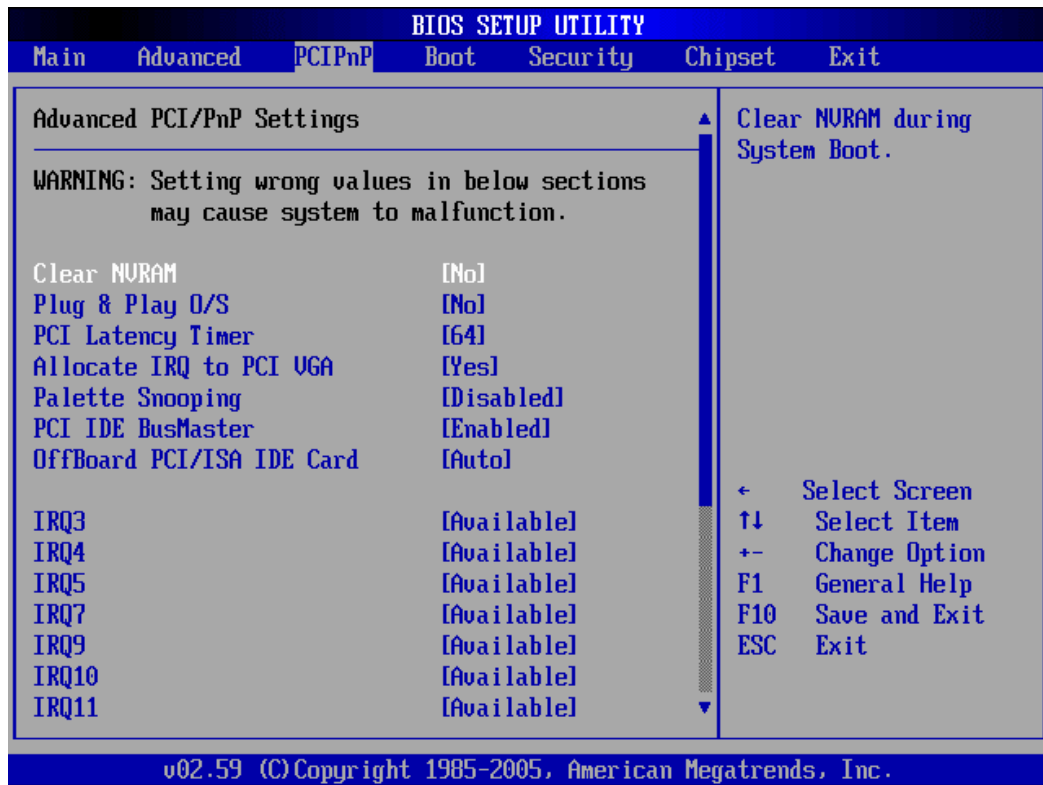 BIOS SETUP UTILITY
Main Advanced PCIPnP Boot Security Chipset Exit
Advanced PCI/PnP Settings
WARNING: Setting wrong values in below sections
may cause system to malfunction.
Clear NVRAM [No]
Plug & Play O/S [No]
PCI Latency Timer [64]
Allocate IRQ to PCI VGA [Yes]
Palette Snooping [Disabled]
PCI IDE BusMaster [Enabled]
OffBoard PCI/ISA IDE Card [Auto]
IRQ3 [Available]
IRQ4 [Available]
IRQ5 [Available]
IRQ7 [Available]
IRQ9 [Available]
IRQ10 [Available]
IRQ11 [Available]
Clear NVRAM during
System Boot.
← Select Screen
↑↓ Select Item
+- Change Option
F1 General Help
F10 Save and Exit
ESC Exit
v02.59 (C)Copyright 1985-2005, American Megatrends, Inc.